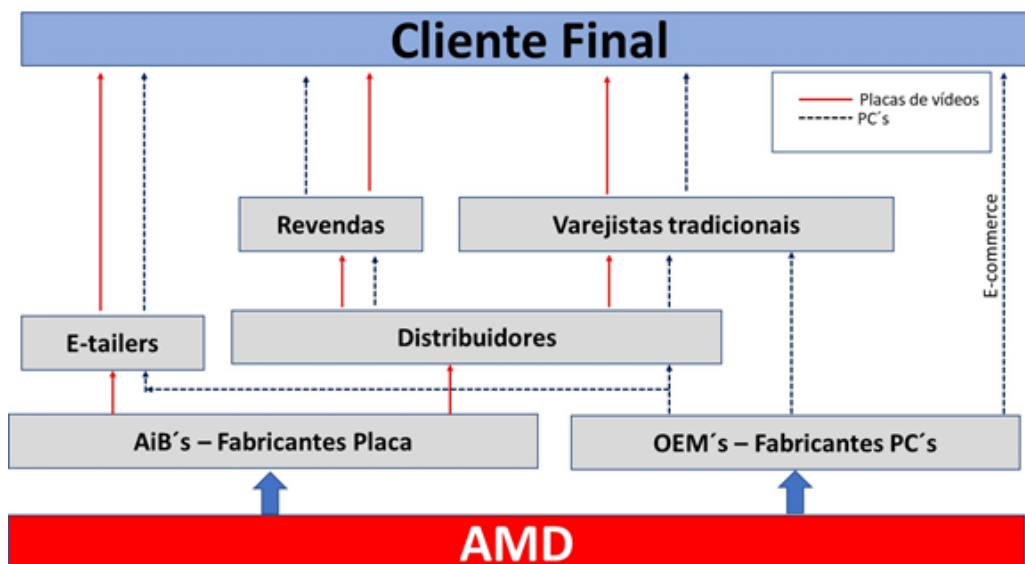 Cliente Final
Placas de vídeos
PC´s
Revendas
Varejistas tradicionais
E-commerce
E-tailers
Distribuidores
AiB´s – Fabricantes Placa
OEM´s – Fabricantes PC´s
AMD